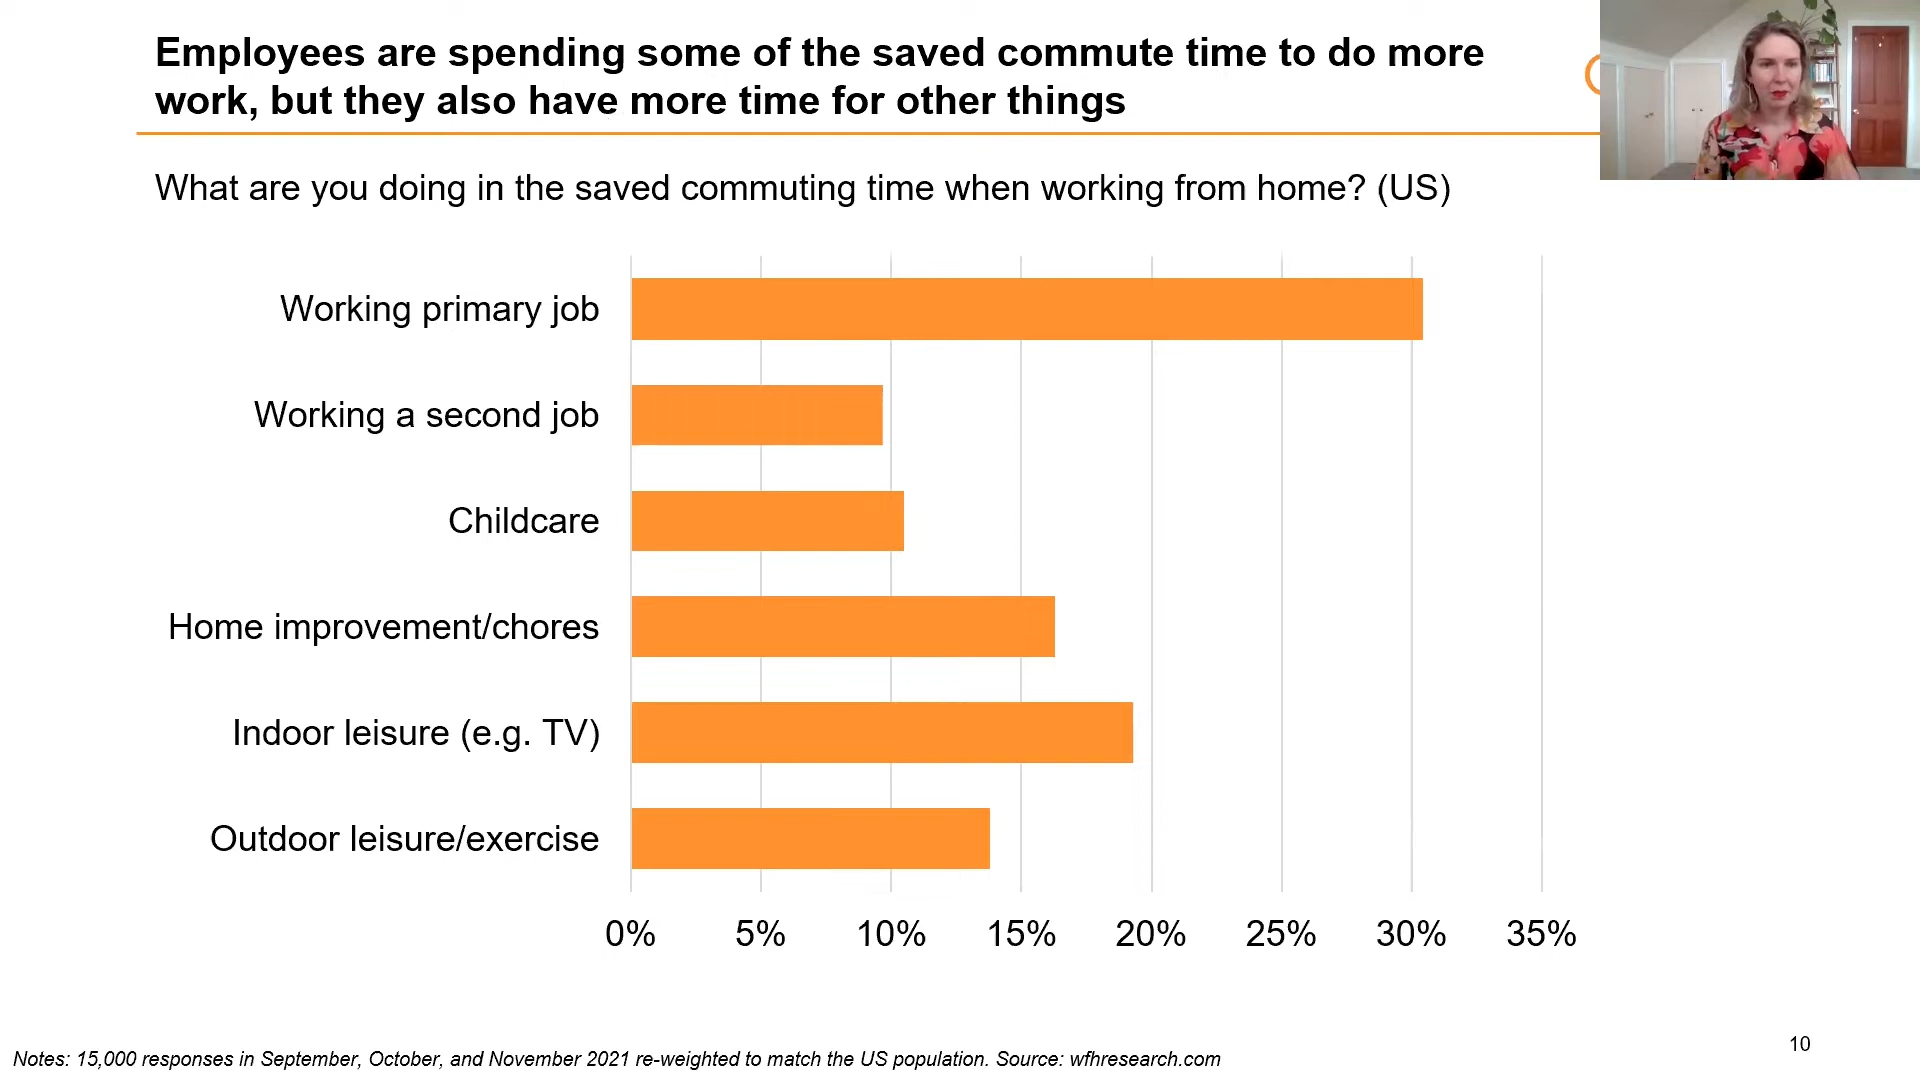 Employees are spending some of the saved commute time to do more
work, but they also have more time for other things
What are you doing in the saved commuting time when working from home? (US)
Working primary job
Working a second job
Childcare
Home improvement/chores
Indoor leisure (e.g. TV)
Outdoor leisure/exercise
0% 5% 10% 15% 20% 25% 30% 35%
Notes: 15,000 responses in September, October, and November 2021 re-weighted to match the US population. Source: wfhresearch.com
10